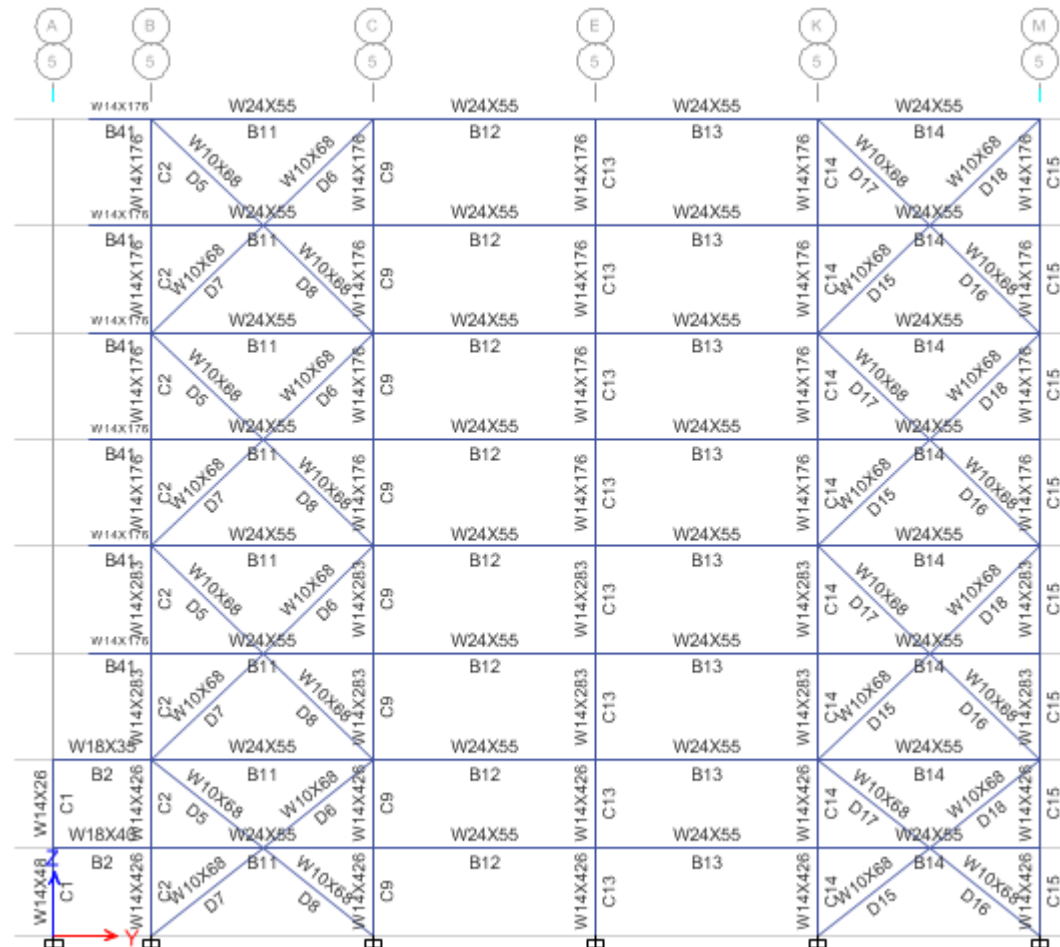 A B C E K M
5 5 5 5 5 5
W14X176 W24X55 W24X55 W24X55 W24X55
B41 B11 B12 B13 B14
W14X176 C2 W10X68 D5 W10X68 D6 W14X176 C9 W14X176 C13 W14X176 C14 W10X68 D17 W10X68 D18 W14X176 C15
W14X176 W24X55 W24X55 W24X55 W24X55
B41 B11 B12 B13 B14
W14X176 C2 W10X68 D7 W10X68 D8 W14X176 C9 W14X176 C13 W14X176 C14 W10X68 D15 W10X68 D16 W14X176 C15
W14X176 W24X55 W24X55 W24X55 W24X55
B41 B11 B12 B13 B14
W14X176 C2 W10X68 D5 W10X68 D6 W14X176 C9 W14X176 C13 W14X176 C14 W10X68 D17 W10X68 D18 W14X176 C15
W14X176 W24X55 W24X55 W24X55 W24X55
B41 B11 B12 B13 B14
W14X176 C2 W10X68 D7 W10X68 D8 W14X176 C9 W14X176 C13 W14X176 C14 W10X68 D15 W10X68 D16 W14X176 C15
W14X176 W24X55 W24X55 W24X55 W24X55
B41 B11 B12 B13 B14
W14X283 C2 W10X68 D5 W10X68 D6 W14X283 C9 W14X283 C13 W14X283 C14 W10X68 D17 W10X68 D18 W14X283 C15
W14X176 W24X55 W24X55 W24X55 W24X55
B41 B11 B12 B13 B14
W14X283 C2 W10X68 D7 W10X68 D8 W14X283 C9 W14X283 C13 W14X283 C14 W10X68 D15 W10X68 D16 W14X283 C15
W18X35 W24X55 W24X55 W24X55 W24X55
B2 B11 B12 B13 B14
W14X26 C1 W14X426 C2 W10X68 D5 W10X68 D6 W14X426 C9 W14X426 C13 W14X426 C14 W10X68 D17 W10X68 D18 W14X426 C15
W18X40 W24X55 W24X55 W24X55 W24X55
Z B2 B11 B12 B13 B14
W14X48 C1 W14X426 C2 W10X68 D7 W10X68 D8 W14X426 C9 W14X426 C13 W14X426 C14 W10X68 D15 W10X68 D16 W14X426 C15
Y